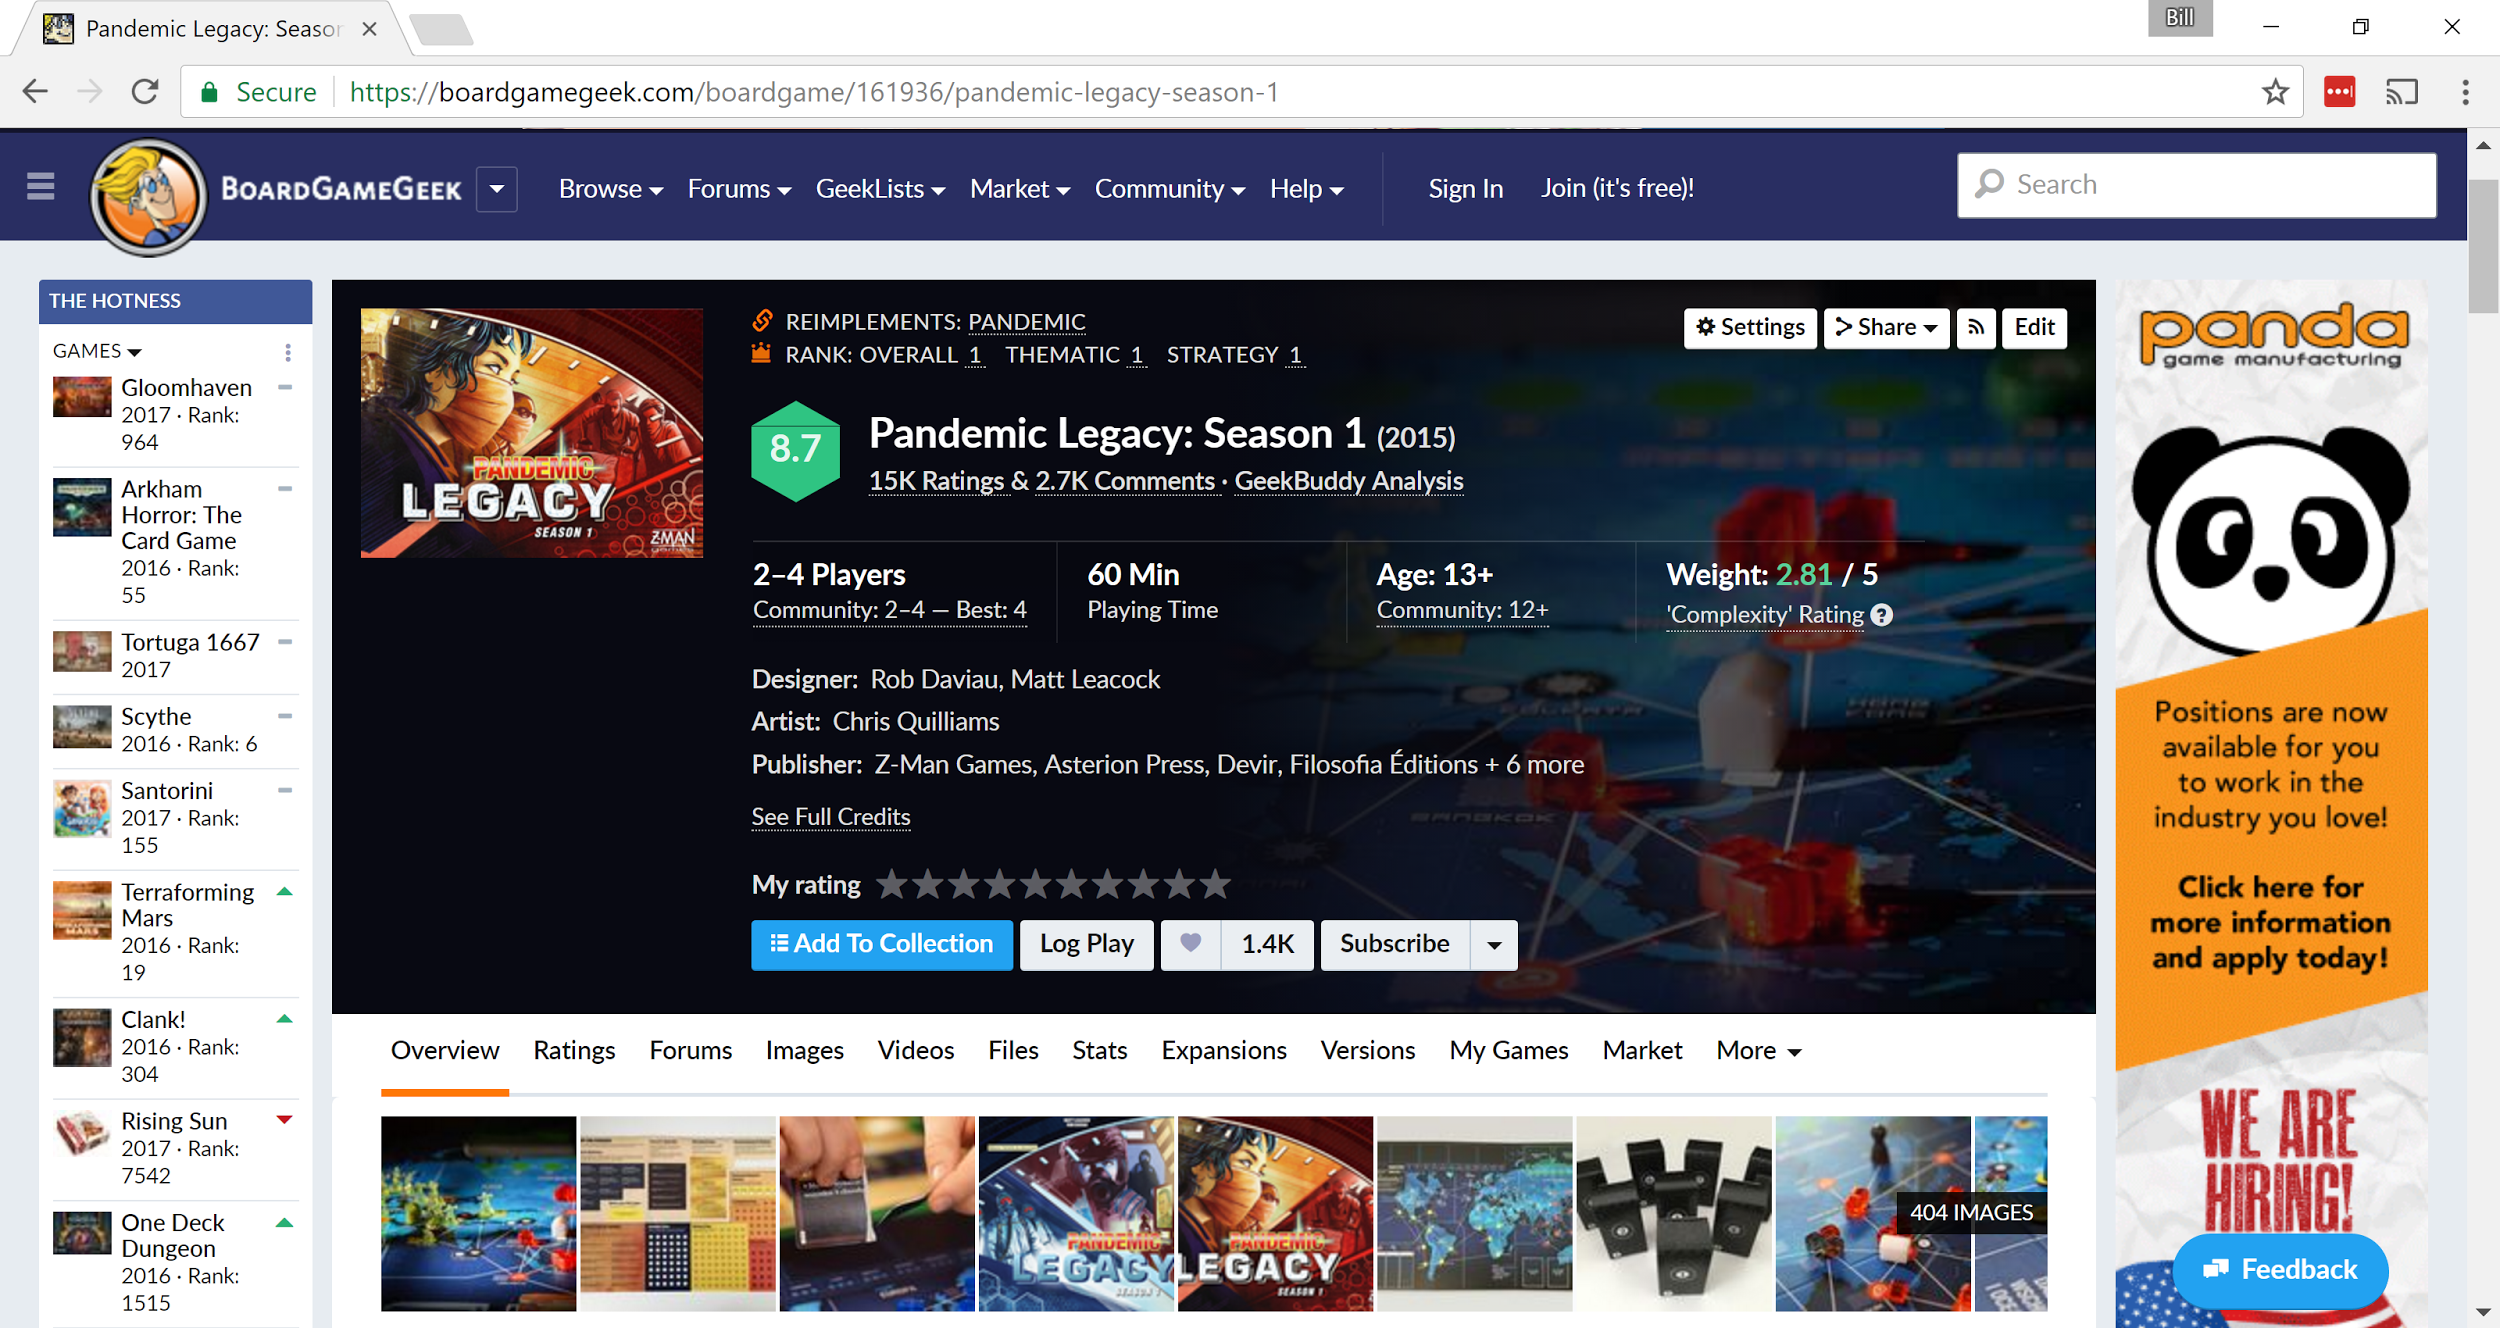 Pandemic Legacy: Seasor
Bill
Secure
https://boardgamegeek.com/boardgame/161936/pandemic-legacy-season-1
BOARDGAMEGEEK
Browse
Forums
GeekLists
Market
Community
Help
Sign In
Join (it's free)!
Search
THE HOTNESS
GAMES
Gloomhaven
2017 · Rank:
964
Arkham
Horror: The
Card Game
2016 · Rank:
55
Tortuga 1667
2017
Scythe
2016 · Rank: 6
Santorini
2017 · Rank:
155
Terraforming
Mars
2016 · Rank:
19
Clank!
2016 · Rank:
304
Rising Sun
2017 · Rank:
7542
One Deck
Dungeon
2016 · Rank:
1515
PANDEMIC
LEGACY
SEASON 1
Z-MAN
REIMPLEMENTS: PANDEMIC
RANK: OVERALL 1 THEMATIC 1 STRATEGY 1
Settings
Share
Edit
8.7
Pandemic Legacy: Season 1 (2015)
15K Ratings & 2.7K Comments · GeekBuddy Analysis
2–4 Players
Community: 2–4 — Best: 4
60 Min
Playing Time
Age: 13+
Community: 12+
Weight: 2.81 / 5
'Complexity' Rating ?
Designer: Rob Daviau, Matt Leacock
Artist: Chris Quilliams
Publisher: Z-Man Games, Asterion Press, Devir, Filosofia Éditions + 6 more
See Full Credits
BANGKOK
My rating
Add To Collection
Log Play
1.4K
Subscribe
Overview
Ratings
Forums
Images
Videos
Files
Stats
Expansions
Versions
My Games
Market
More
PANDEMIC
LEGACY
SEASON 1
PANDEMIC
LEGACY
SEASON 1
404 IMAGES
panda
game manufacturing
Positions are now
available for you
to work in the
industry you love!
Click here for
more information
and apply today!
WE ARE
HIRING!
Feedback